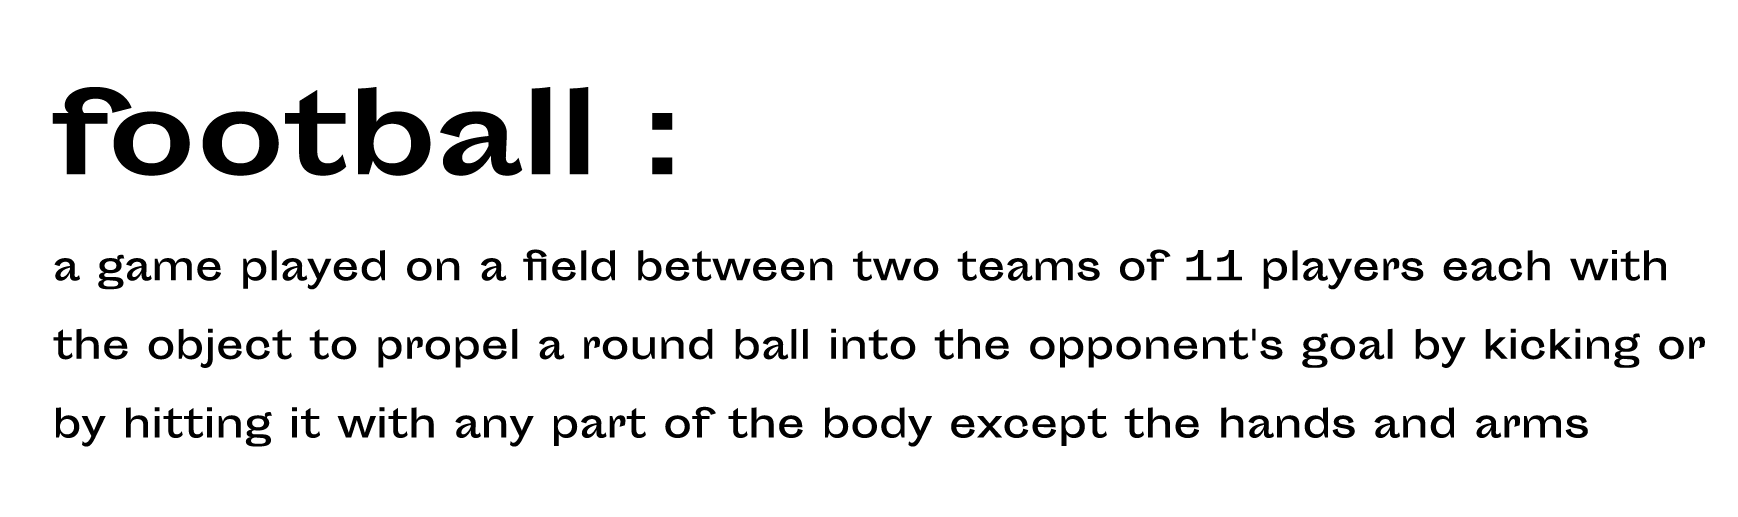 football :
a game played on a field between two teams of 11 players each with
the object to propel a round ball into the opponent's goal by kicking or
by hitting it with any part of the body except the hands and arms